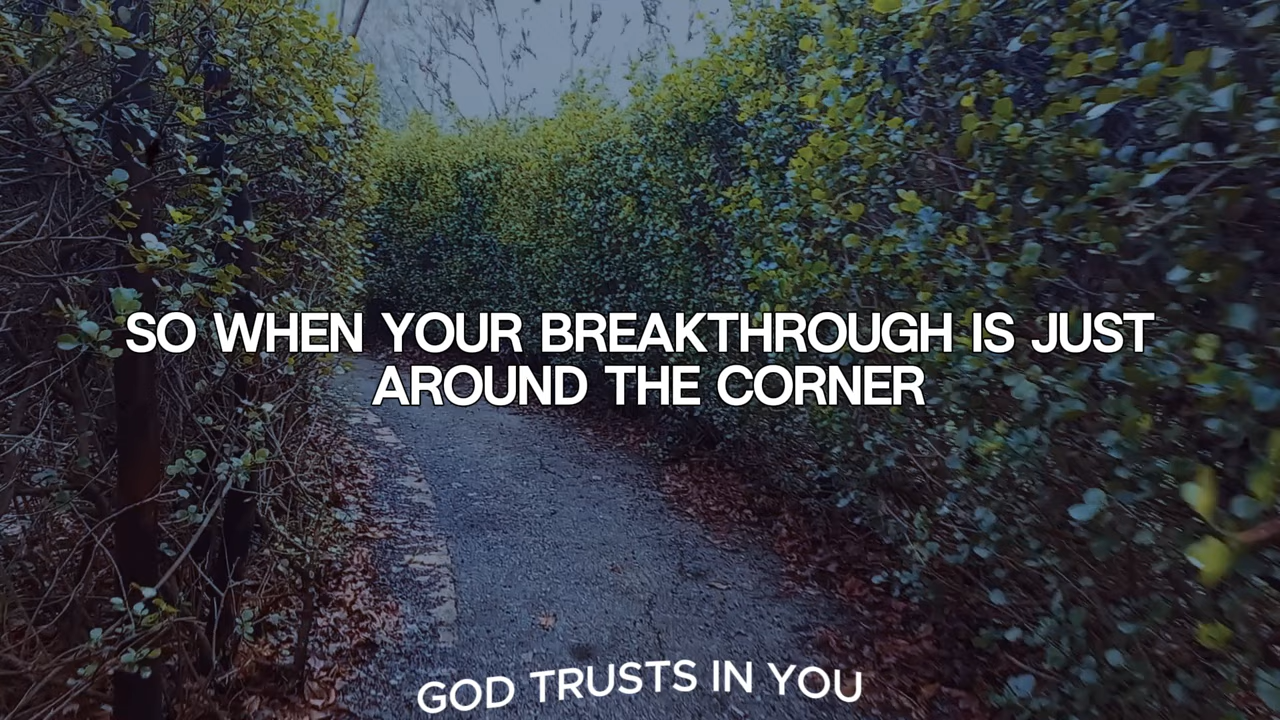 SO WHEN YOUR BREAKTHROUGH IS JUST
AROUND THE CORNER
GOD TRUSTS IN YOU